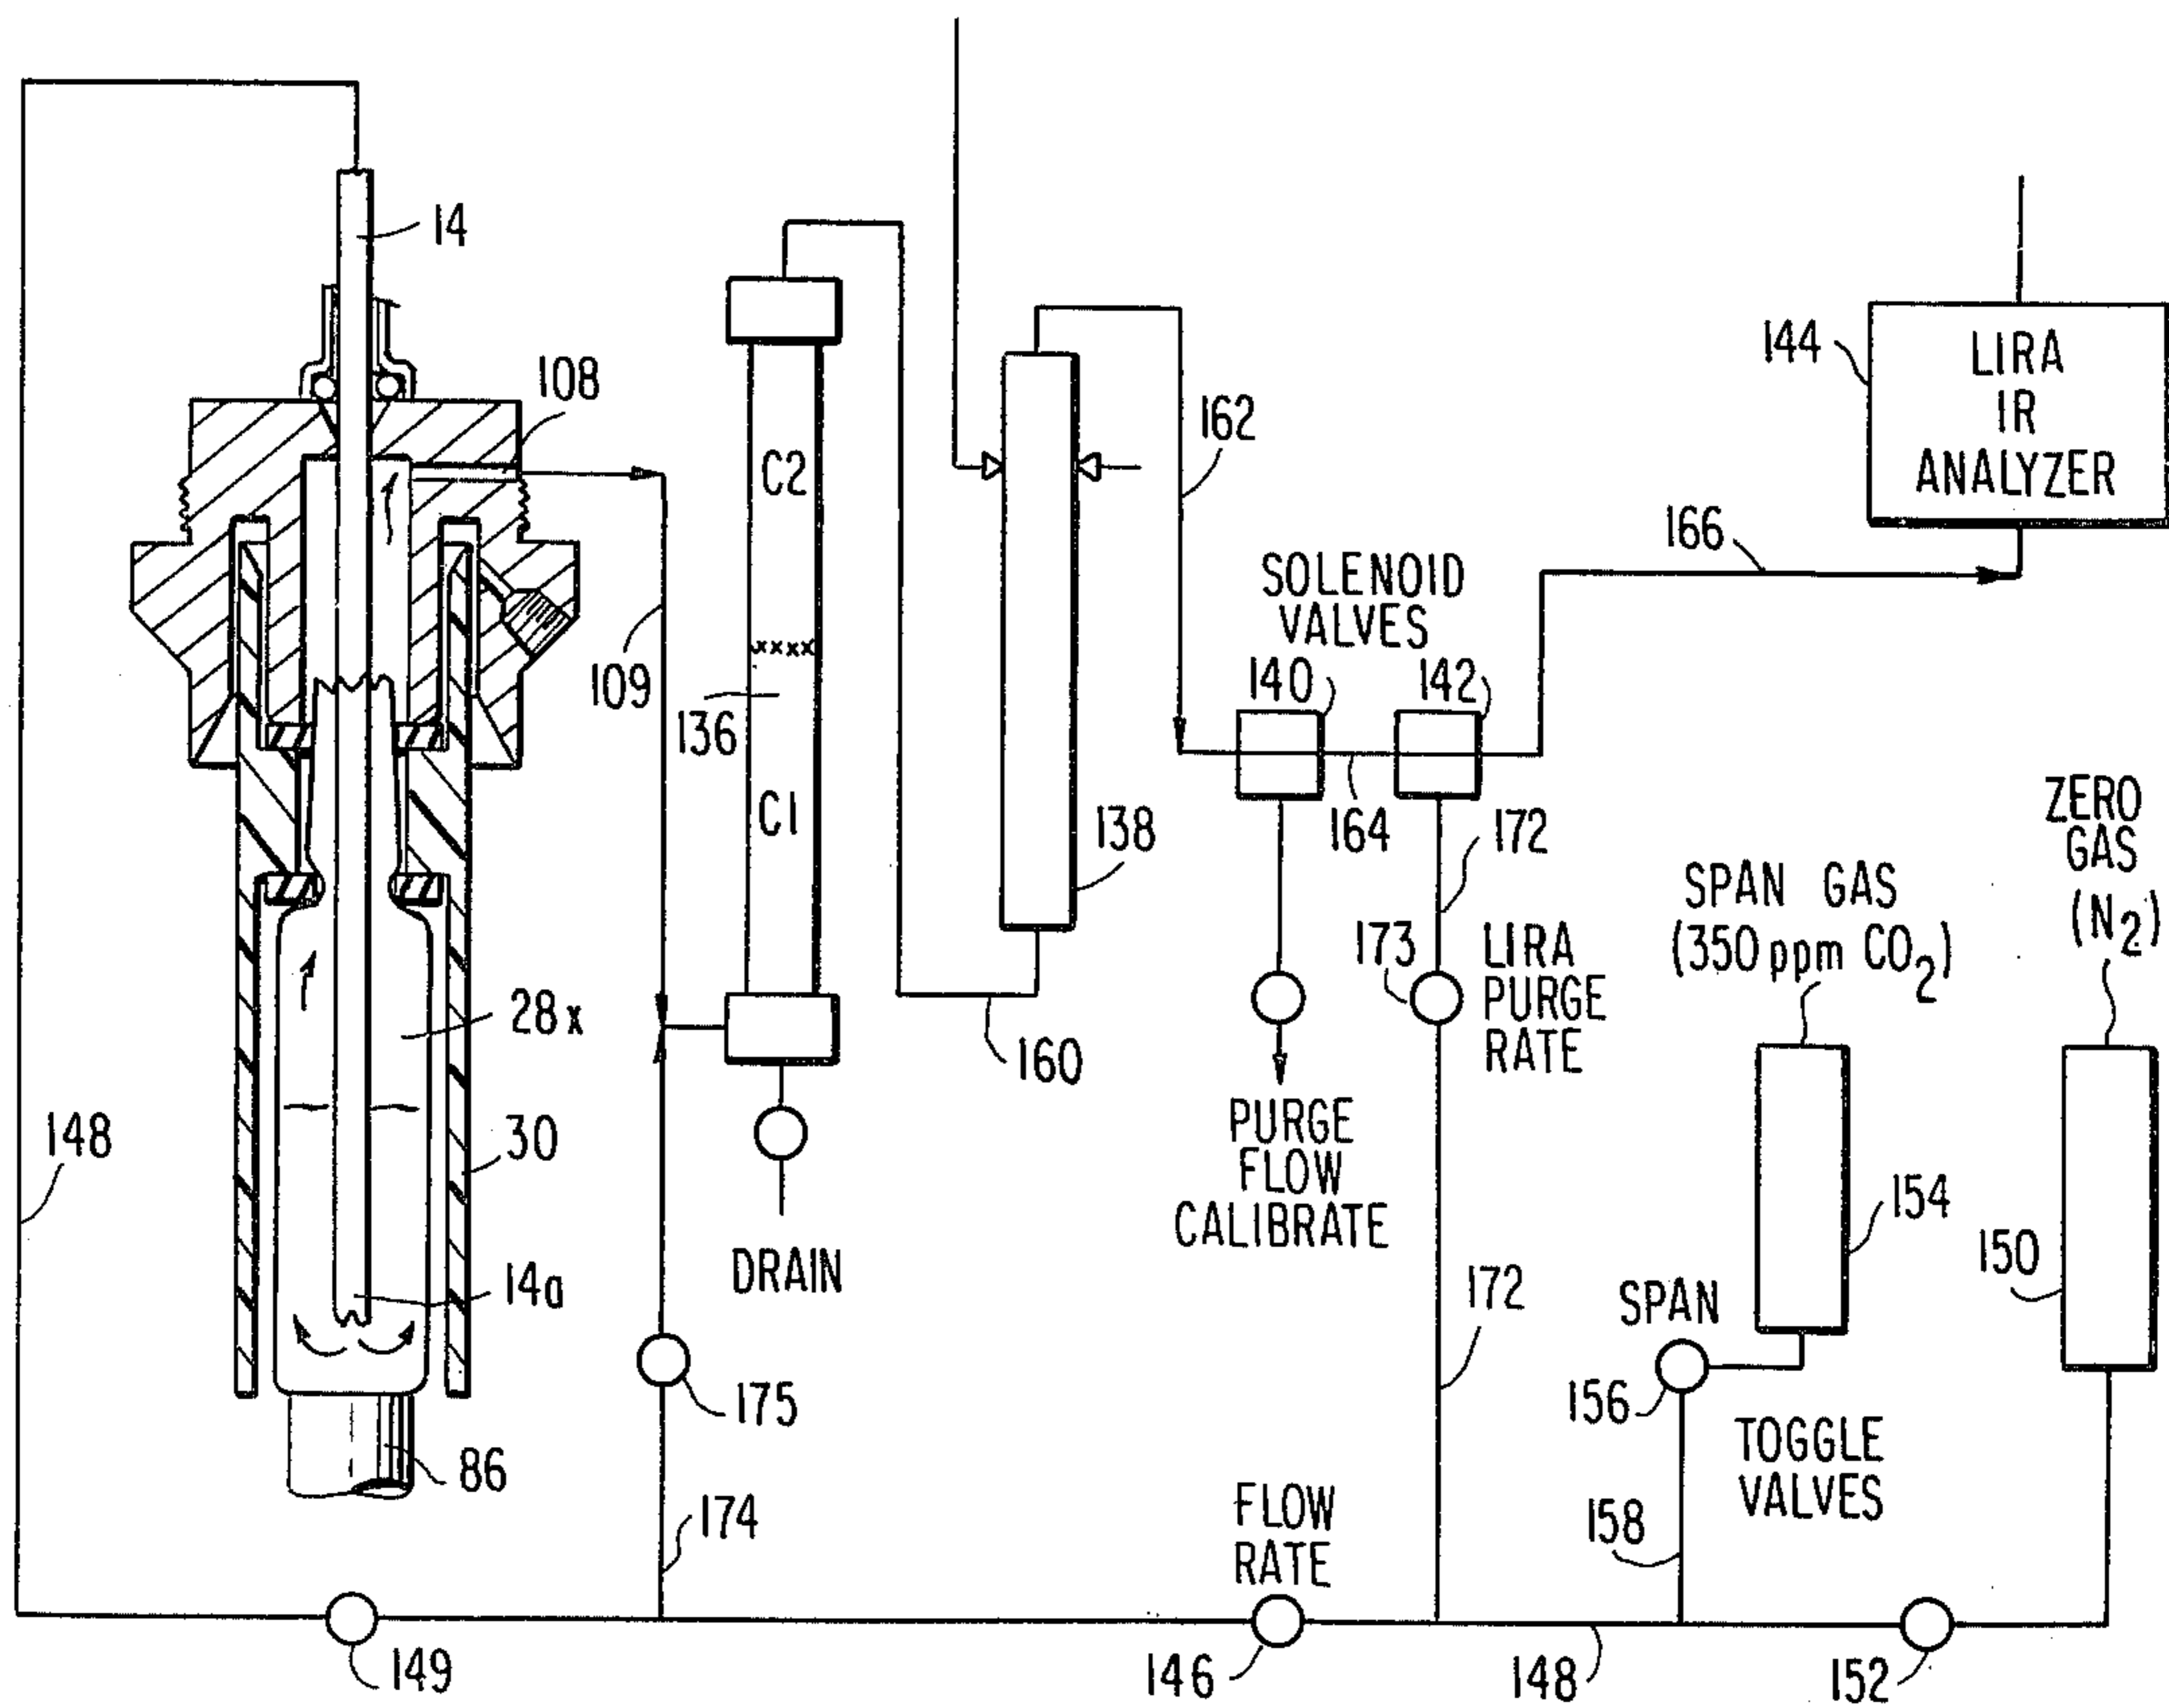 14
108
144
LIRA
IR
ANALYZER
C2
162
166
SOLENOID
VALVES
109
136
140
142
C1
138
164
172
ZERO
GAS
(N2)
SPAN GAS
(350 ppm CO2)
173
LIRA
PURGE
RATE
28x
160
148
30
PURGE
FLOW
CALIBRATE
154
150
DRAIN
14a
172
SPAN
175
156
TOGGLE
VALVES
86
174
FLOW
RATE
158
149
146
148
152